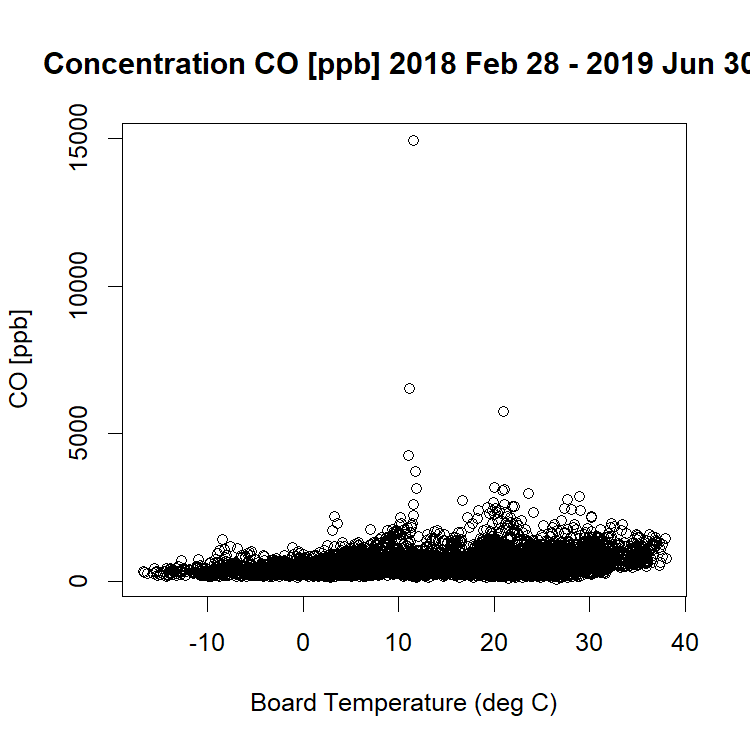 Concentration CO [ppb] 2018 Feb 28 - 2019 Jun 30
15000
10000
5000
0
CO [ppb]
-10 0 10 20 30 40
Board Temperature (deg C)